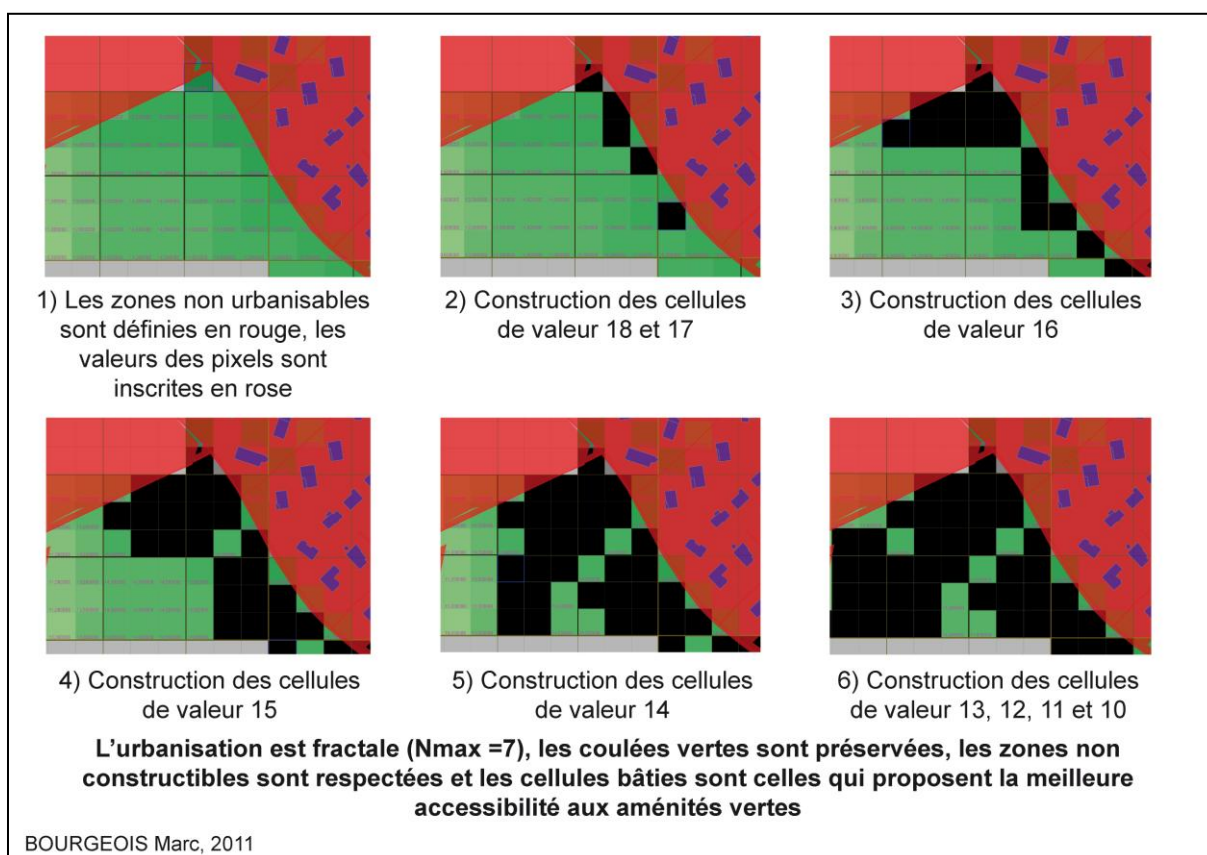 1) Les zones non urbanisables
sont définies en rouge, les
valeurs des pixels sont
inscrites en rose
2) Construction des cellules
de valeur 18 et 17
3) Construction des cellules
de valeur 16
4) Construction des cellules
de valeur 15
5) Construction des cellules
de valeur 14
6) Construction des cellules
de valeur 13, 12, 11 et 10
L'urbanisation est fractale (Nmax =7), les coulées vertes sont préservées, les zones non
constructibles sont respectées et les cellules bâties sont celles qui proposent la meilleure
accessibilité aux aménités vertes
BOURGEOIS Marc, 2011